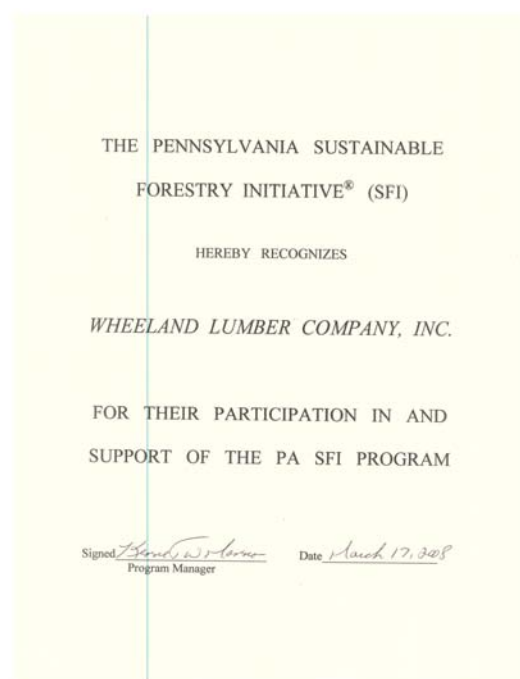 THE PENNSYLVANIA SUSTAINABLE
FORESTRY INITIATIVE® (SFI)
HEREBY RECOGNIZES
WHEELAND LUMBER COMPANY, INC.
FOR THEIR PARTICIPATION IN AND
SUPPORT OF THE PA SFI PROGRAM
Signed Date March 17, 2008
Program Manager